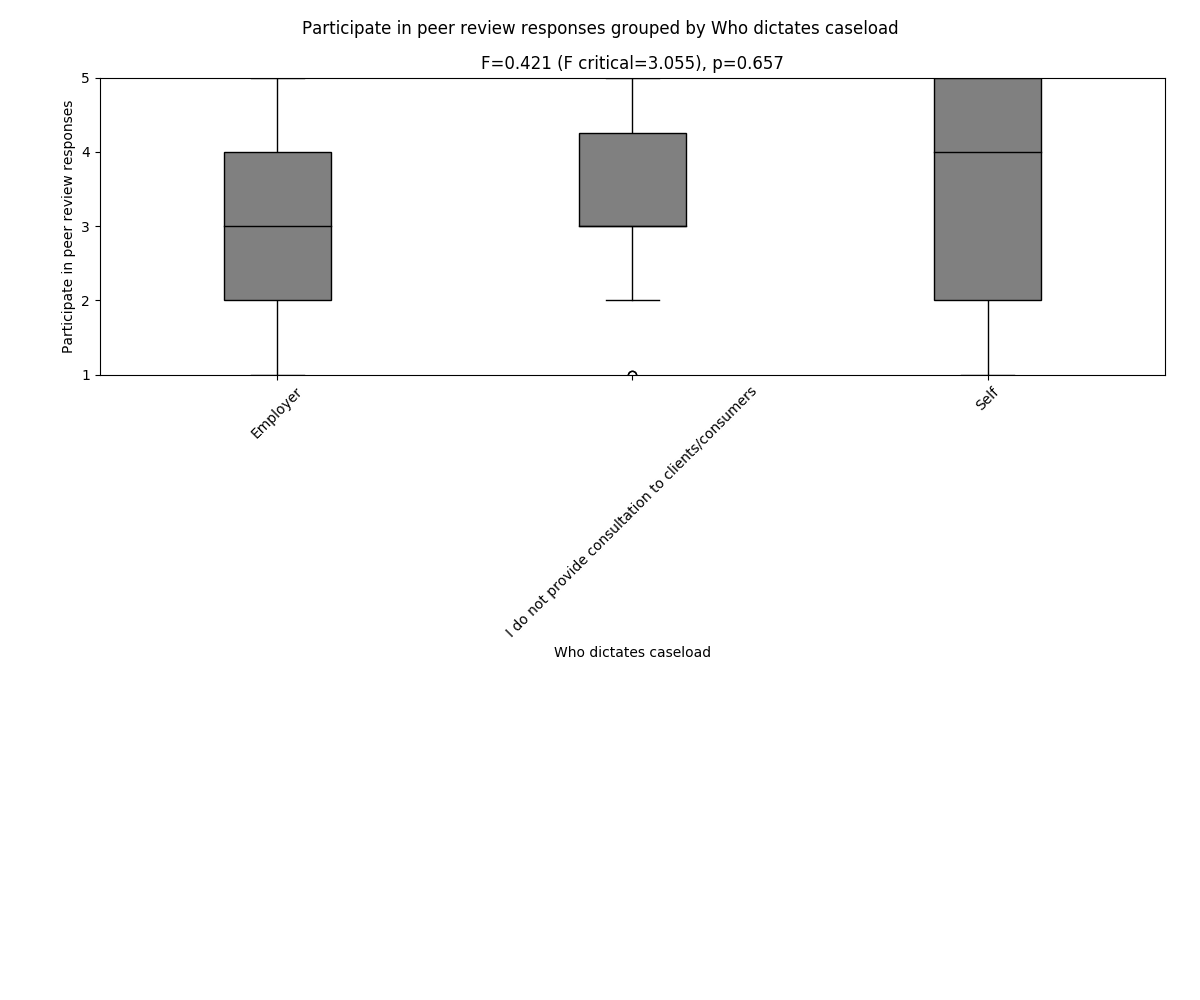 Participate in peer review responses grouped by Who dictates caseload
F=0.421 (F critical=3.055), p=0.657
Participate in peer review responses
5
4
3
2
1
Employer
I do not provide consultation to clients/consumers
Self
Who dictates caseload